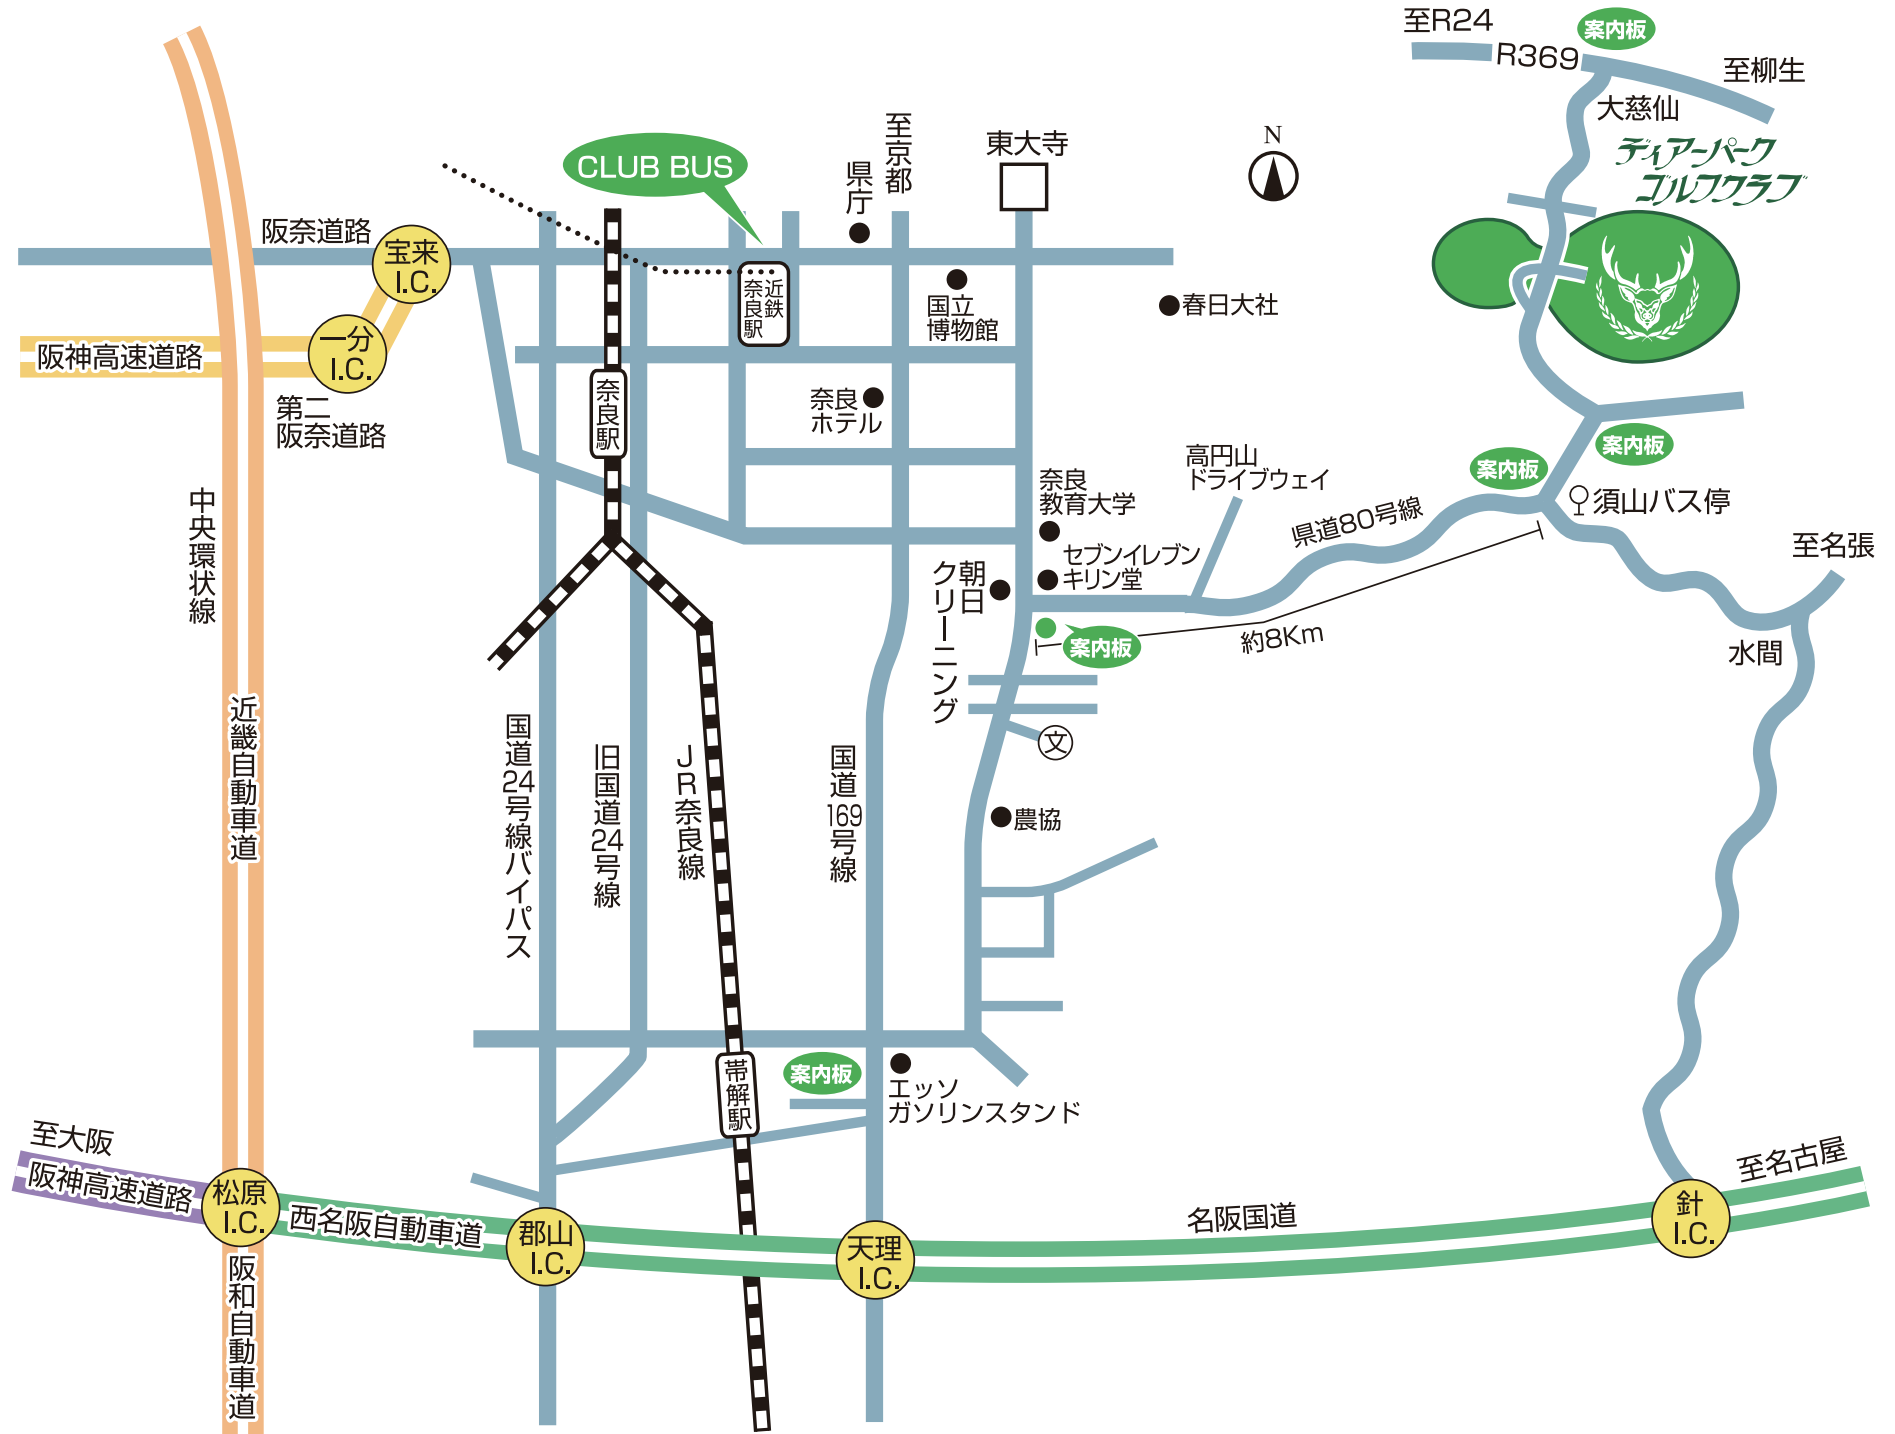 至R24
案内板
R369
至柳生
大慈仙
ディアーパーク
ゴルフクラブ
至京都
CLUB BUS
県庁
東大寺
N
阪奈道路
宝来
I.C.
近鉄
奈良駅
国立
博物館
春日大社
一分
I.C.
阪神高速道路
第二
阪奈道路
奈良駅
奈良
ホテル
高円山
ドライブウェイ
案内板
案内板
奈良
教育大学
須山バス停
県道80号線
中央環状線
セブンイレブン
キリン堂
朝日
クリーニング
至名張
案内板
約8Km
水間
近畿自動車道
国道24号線バイパス
旧国道24号線
JR奈良線
国道169号線
文
農協
帯解駅
案内板
エッソ
ガソリンスタンド
至大阪
阪神高速道路
松原
I.C.
西名阪自動車道
郡山
I.C.
天理
I.C.
名阪国道
針
I.C.
至名古屋
阪和自動車道